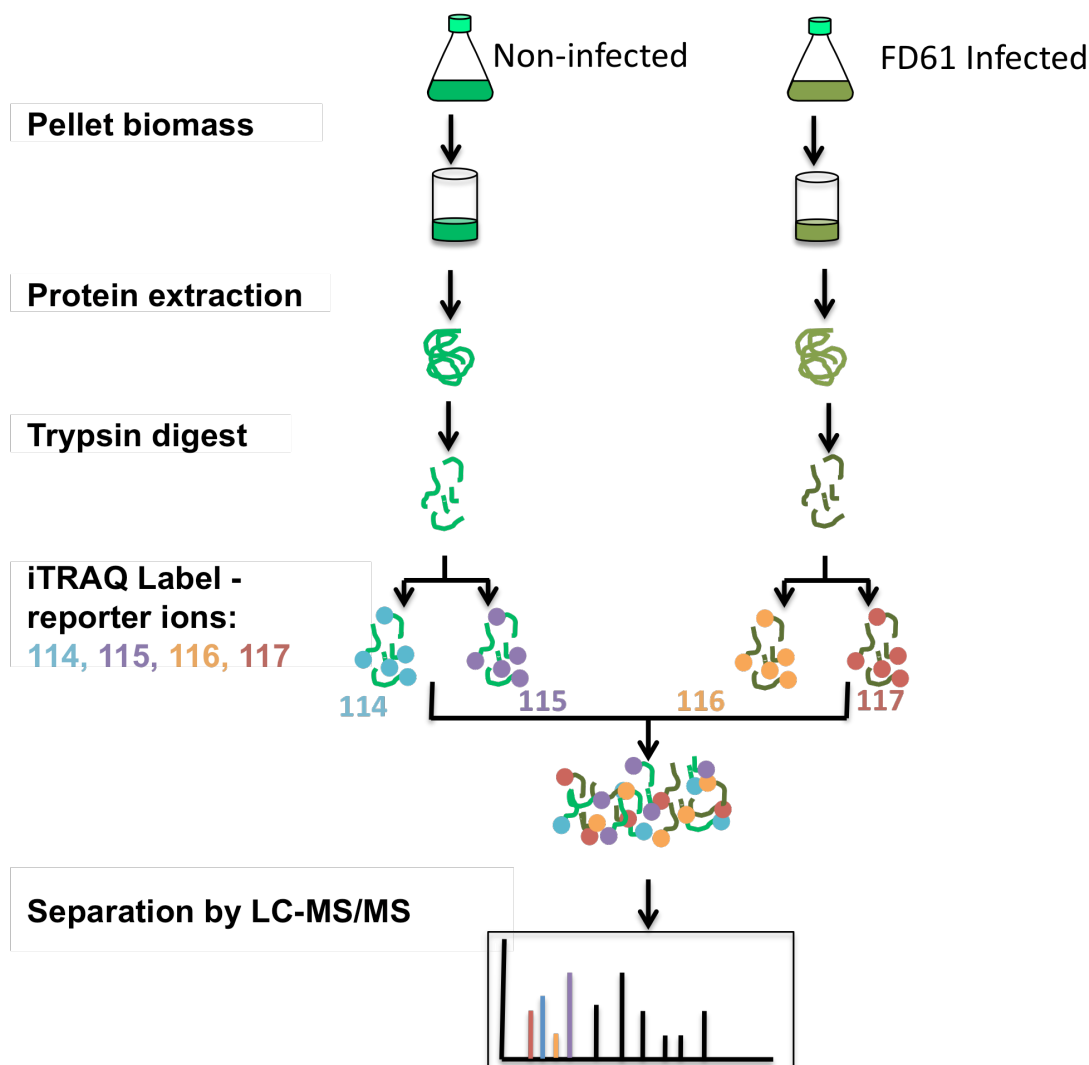 Non-infected
FD61 Infected
Pellet biomass
Protein extraction
Trypsin digest
iTRAQ Label -
reporter ions:
114, 115, 116, 117
114
115
116
117
Separation by LC-MS/MS